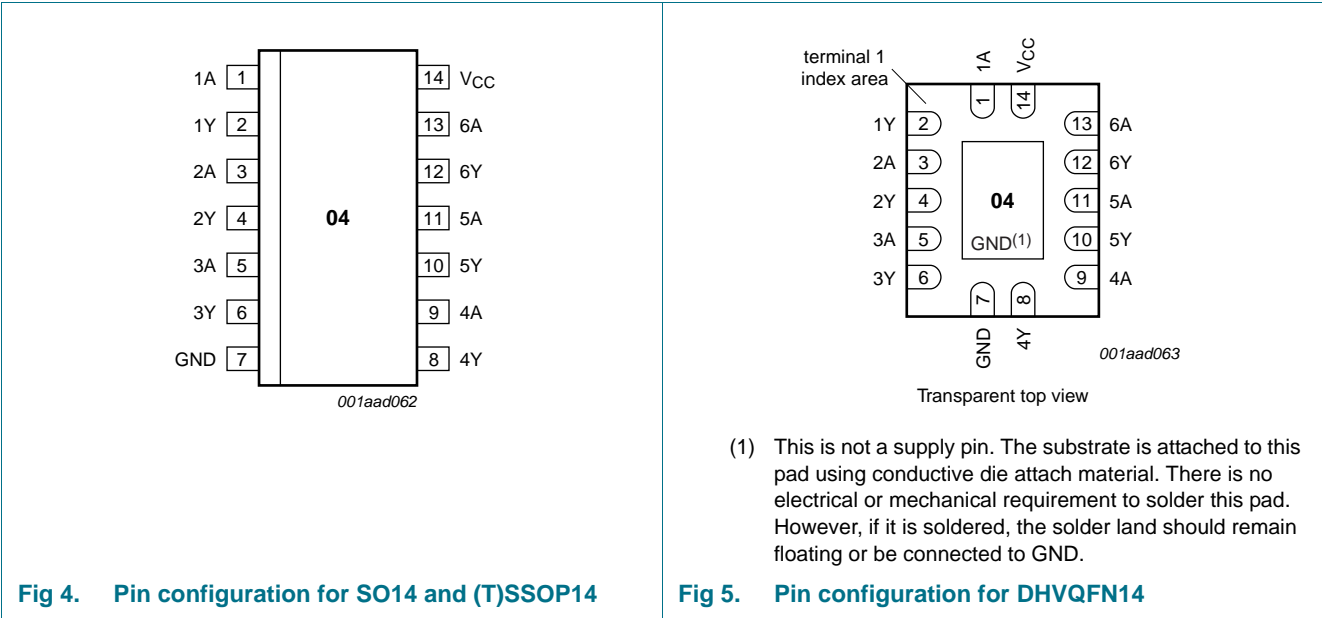 1A 1 14 VCC
1Y 2 13 6A
2A 3 12 6Y
2Y 4 04 11 5A
3A 5 10 5Y
3Y 6 9 4A
GND 7 8 4Y
001aad062
Fig 4. Pin configuration for SO14 and (T)SSOP14
terminal 1
index area
1A VCC
1 14
1Y 2 13 6A
2A 3 12 6Y
2Y 4 04 11 5A
3A 5 GND(1) 10 5Y
3Y 6 9 4A
7 8
GND 4Y
001aad063
Transparent top view
(1) This is not a supply pin. The substrate is attached to this
pad using conductive die attach material. There is no
electrical or mechanical requirement to solder this pad.
However, if it is soldered, the solder land should remain
floating or be connected to GND.
Fig 5. Pin configuration for DHVQFN14